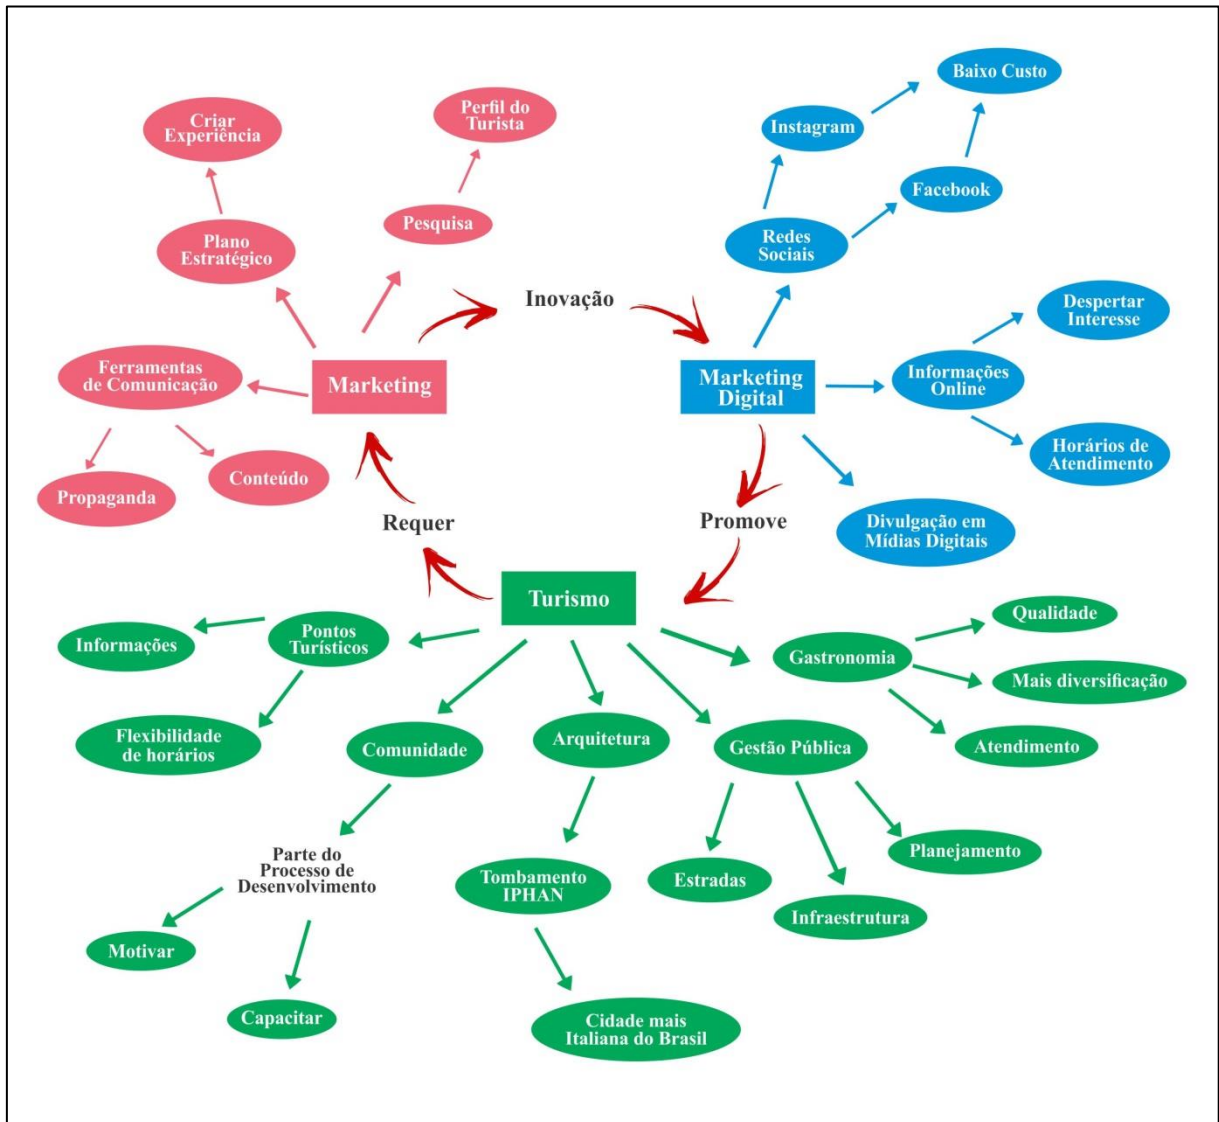 Criar
Experiência
Plano
Estratégico
Perfil do
Turista
Pesquisa
Ferramentas
de Comunicação
Marketing
Propaganda
Conteúdo
Inovação
Baixo Custo
Instagram
Facebook
Redes
Sociais
Marketing
Digital
Informações
Online
Despertar
Interesse
Horários de
Atendimento
Divulgação em
Mídias Digitais
Promove
Requer
Turismo
Pontos
Turísticos
Informações
Flexibilidade
de horários
Comunidade
Parte do
Processo de
Desenvolvimento
Motivar
Capacitar
Arquitetura
Tombamento
IPHAN
Cidade mais
Italiana do Brasil
Gestão Pública
Estradas
Infraestrutura
Planejamento
Gastronomia
Qualidade
Mais diversificação
Atendimento